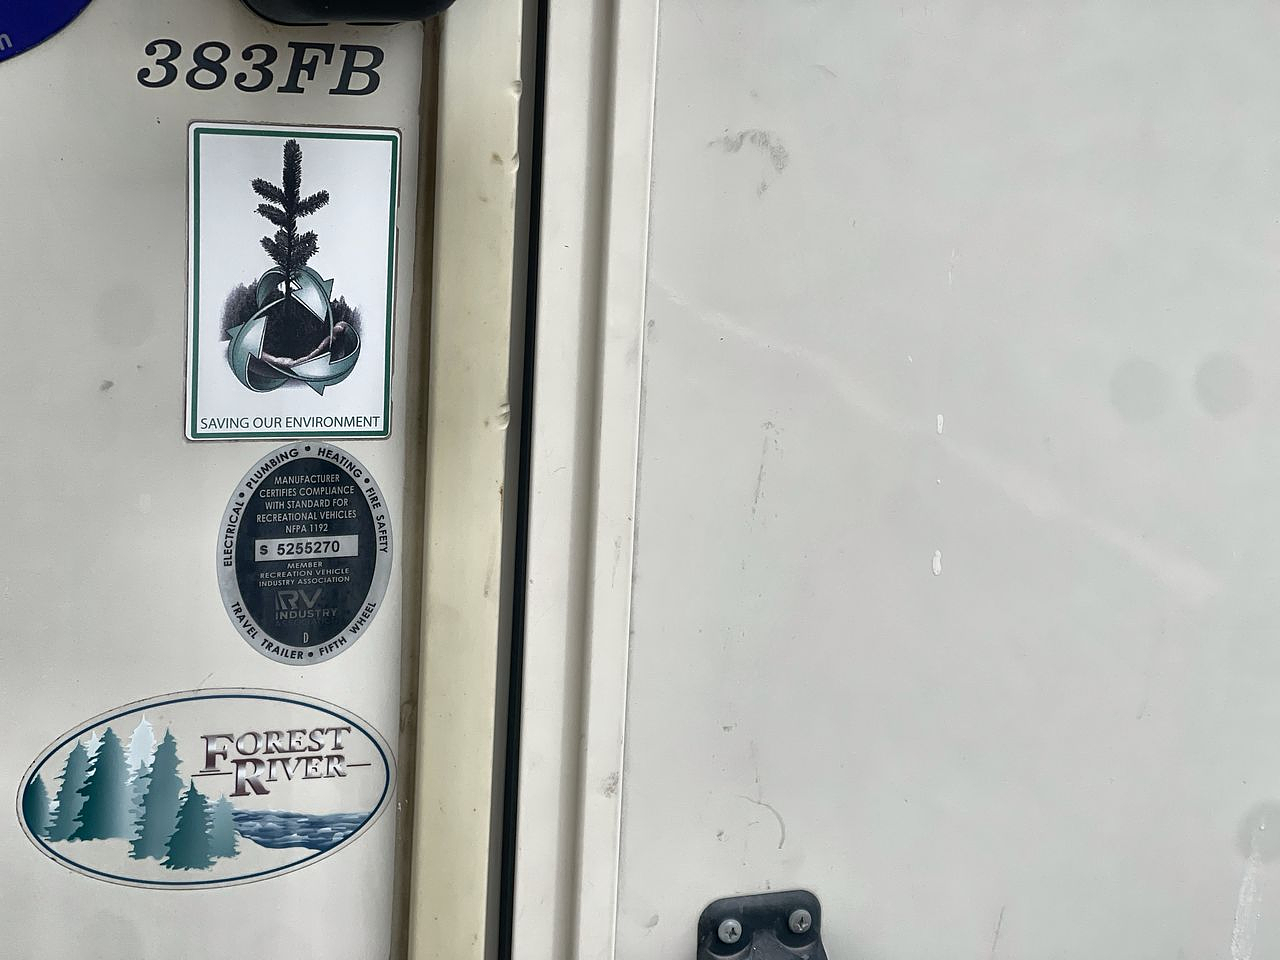 n
383FB
SAVING OUR ENVIRONMENT
ELECTRICAL • PLUMBING • HEATING • FIRE SAFETY
MANUFACTURER
CERTIFIES COMPLIANCE
WITH STANDARD FOR
RECREATIONAL VEHICLES
NFPA 1192
S 5255270
MEMBER
RECREATION VEHICLE
INDUSTRY ASSOCIATION
RV
INDUSTRY
ASSOCIATION
D
TRAVEL TRAILER • FIFTH WHEEL
FOREST
RIVER